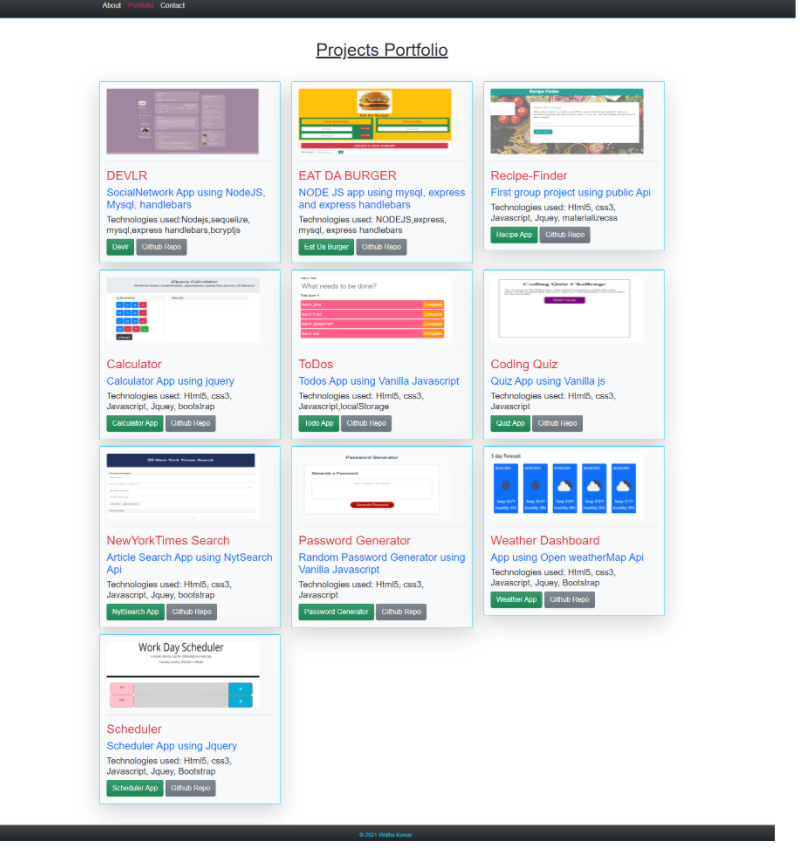 About Portfolio Contact
Projects Portfolio
Eat Da Burger
DEVLR
SocialNetwork App using NodeJS,
Mysql, handlebars
Technologies used:Nodejs,sequelize,
mysql,express handlebars,bcryptjs
Devlr Github Repo
EAT DA BURGER
NODE JS app using mysql, express
and express handlebars
Technologies used: NODEJS,express,
mysql, express handlebars
Eat Da Burger Github Repo
Recipe Finder
Recipe-Finder
First group project using public Api
Technologies used: Html5, css3,
Javascript, Jquey, materializecss
Recipe App Github Repo
jQuery Calculator
Calculator Result
Calculator
Calculator App using jquery
Technologies used: Html5, css3,
Javascript, Jquey, bootstrap
Calculator App Github Repo
What needs to be done?
learn java Complete
learn html Complete
learn javascript Complete
learn css Complete
ToDos
Todos App using Vanilla Javascript
Technologies used: Html5, css3,
Javascript,localStorage
Todo App Github Repo
Coding Quiz Challenge
Coding Quiz
Quiz App using Vanilla js
Technologies used: Html5, css3,
Javascript
Quiz App Github Repo
New York Times Search
NewYorkTimes Search
Article Search App using NytSearch
Api
Technologies used: Html5, css3,
Javascript, Jquey, bootstrap
NytSearch App Github Repo
Password Generator
Generate a Password
Generate Password
Password Generator
Random Password Generator using
Vanilla Javascript
Technologies used: Html5, css3,
Javascript
Password Generator Github Repo
5 day Forecast
Weather Dashboard
App using Open weatherMap Api
Technologies used: Html5, css3,
Javascript, Jquey, Bootstrap
Weather App Github Repo
Work Day Scheduler
Scheduler
Scheduler App using Jquery
Technologies used: Html5, css3,
Javascript, Jquey, Bootstrap
Scheduler App Github Repo
© 2021 Vinitha Kumar